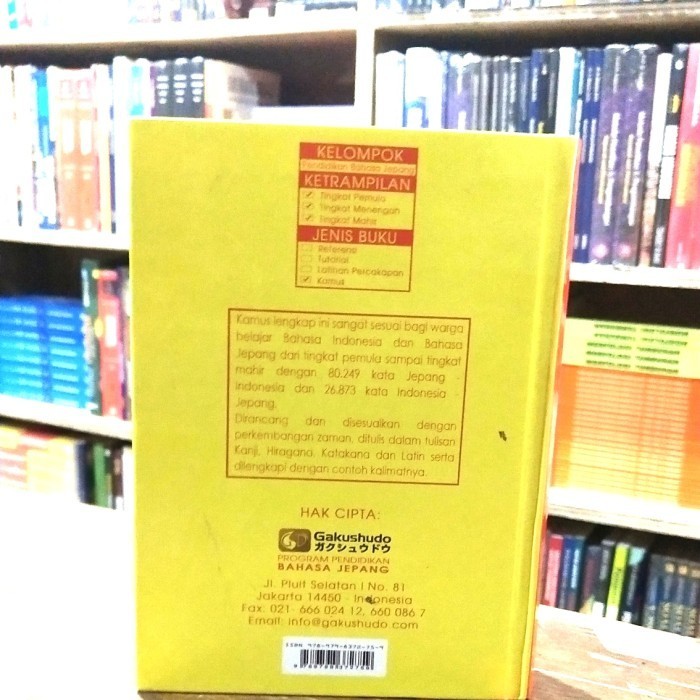 KELOMPOK
Pendidikan Bahasa Jepang
KETRAMPILAN
Tingkat Pemula
Tingkat Menengah
Tingkat Mahir
JENIS BUKU
Referensi
Tutorial
Latihan Percakapan
Kamus
Kamus lengkap ini sangat sesuai bagi warga
belajar Bahasa Indonesia dan Bahasa
Jepang dari tingkat pemula sampai tingkat
mahir dengan 80.249 kata Jepang -
Indonesia dan 26.873 kata Indonesia -
Jepang.
Dirancang dan disesuaikan dengan
perkembangan zaman, ditulis dalam tulisan
Kanji, Hiragana, Katakana dan Latin serta
dilengkapi dengan contoh kalimatnya.
HAK CIPTA:
Gakushudo
ガクシュウドウ
PROGRAM PENDIDIKAN
BAHASA JEPANG
Jl. Pluit Selatan I No. 81
Jakarta 14450 - Indonesia
Fax: 021- 666 024 12, 660 086 7
Email: info@gakushudo.com